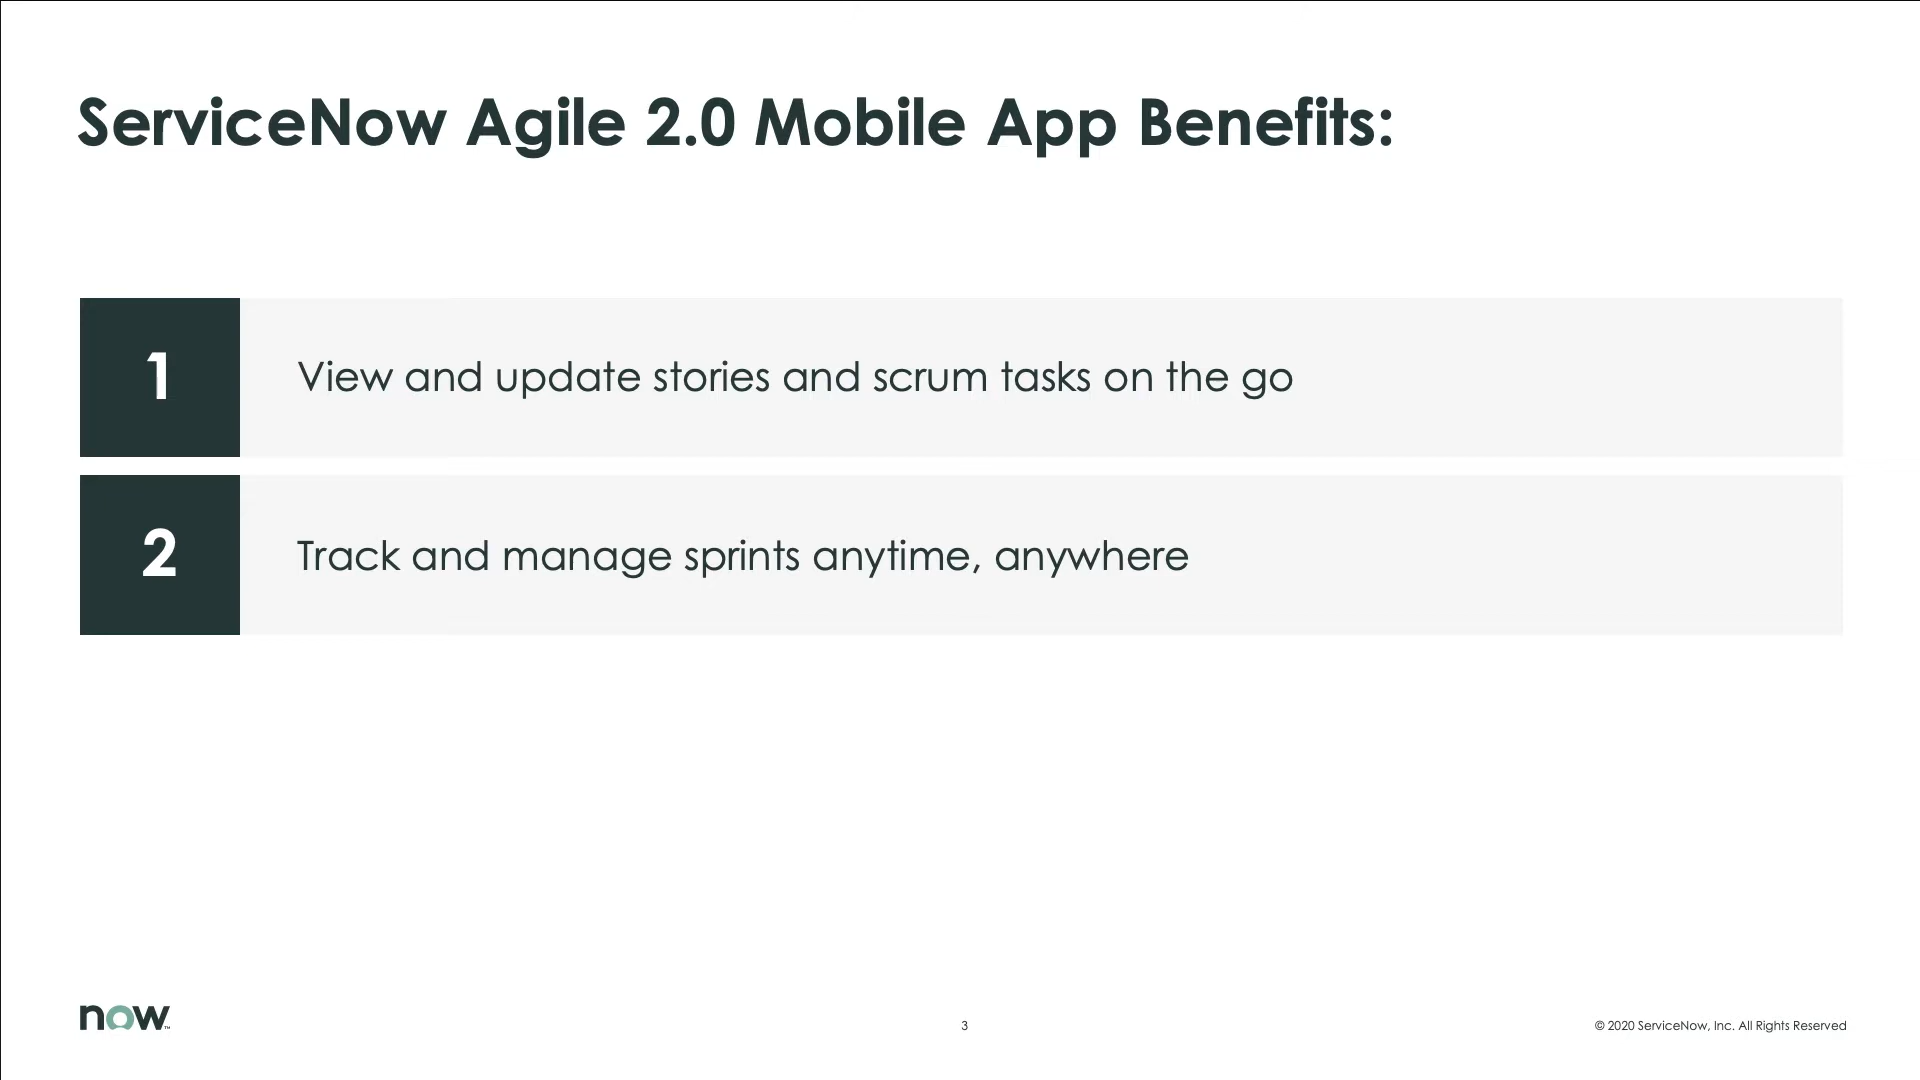 ServiceNow Agile 2.0 Mobile App Benefits:
1
View and update stories and scrum tasks on the go
2
Track and manage sprints anytime, anywhere
now™
3
© 2020 ServiceNow, Inc. All Rights Reserved